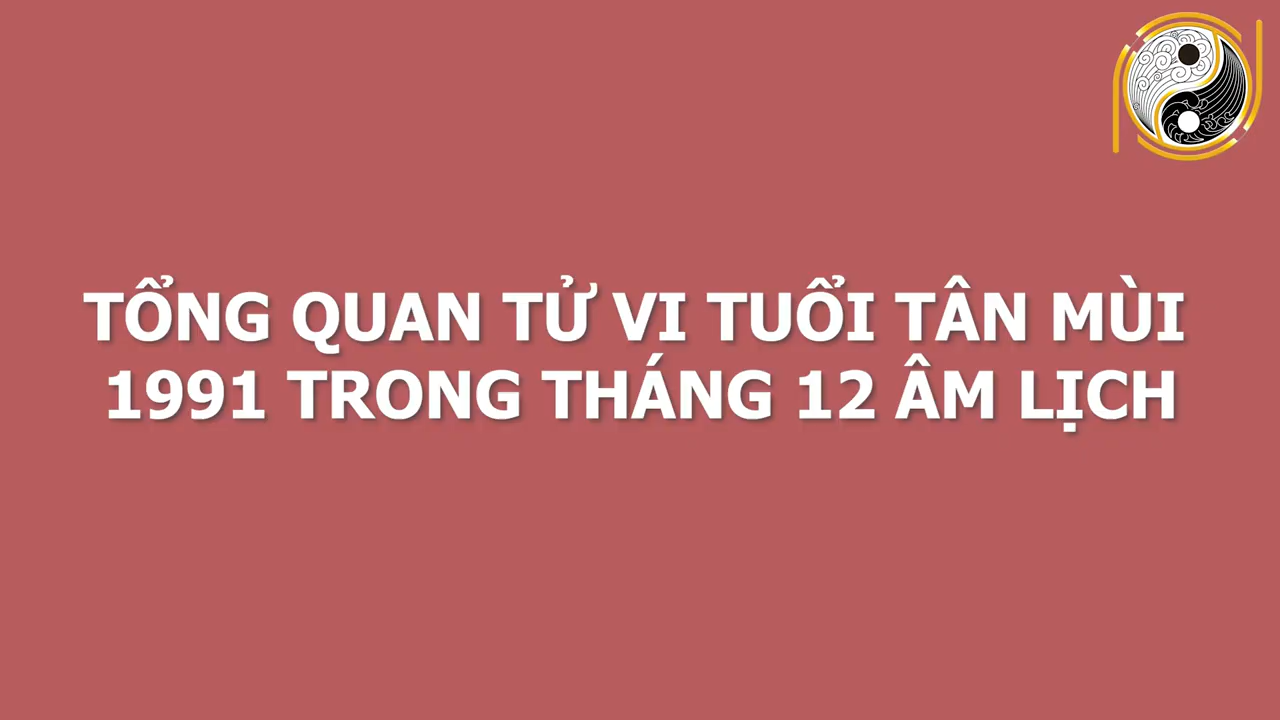 TỔNG QUAN TỬ VI TUỔI TÂN MÙI
1991 TRONG THÁNG 12 ÂM LỊCH